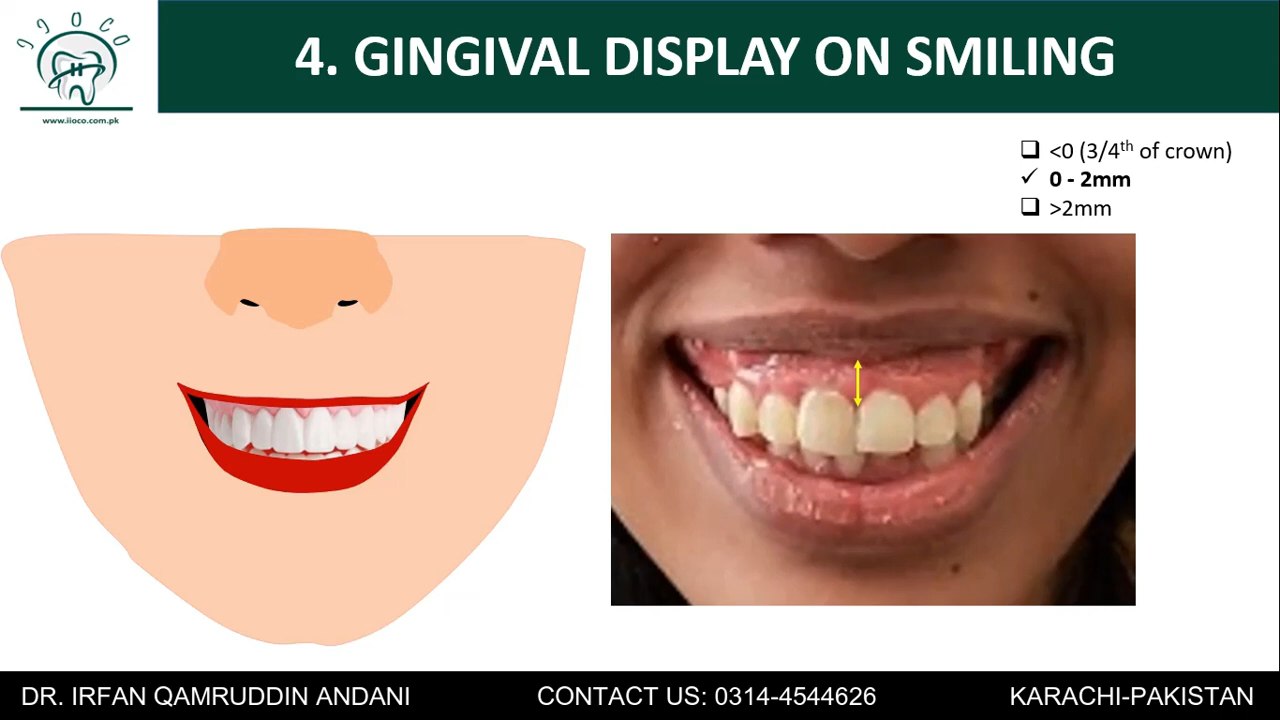 IIOCO
www.iioco.com.pk
4. GINGIVAL DISPLAY ON SMILING
<0 (3/4th of crown)
0 - 2mm
>2mm
DR. IRFAN QAMRUDDIN ANDANI CONTACT US: 0314-4544626 KARACHI-PAKISTAN